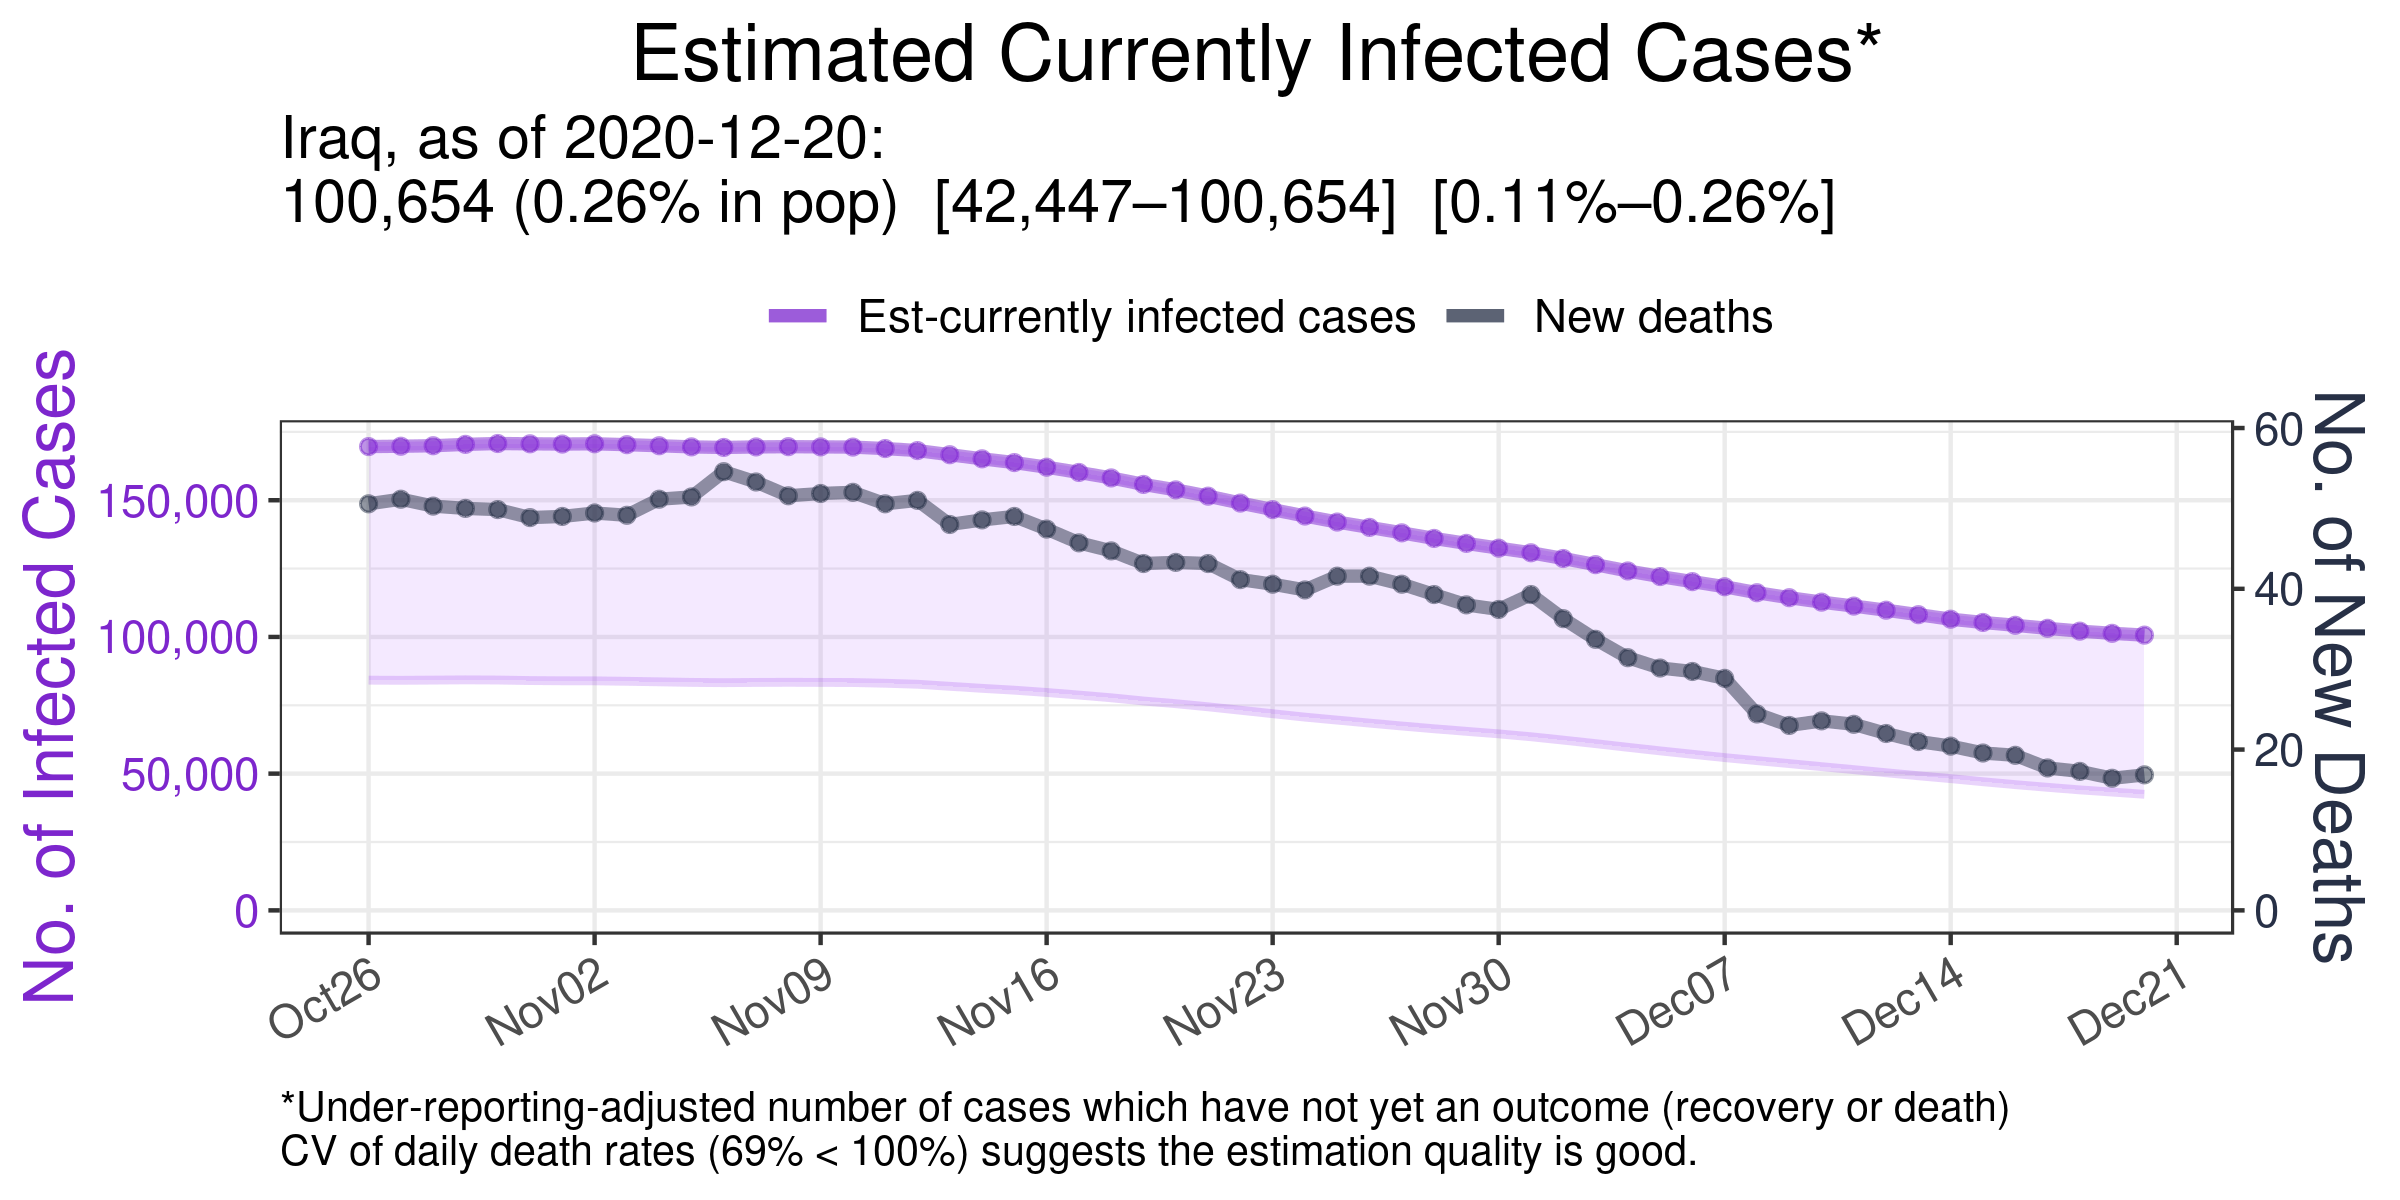 Estimated Currently Infected Cases*
Iraq, as of 2020-12-20:
100,654 (0.26% in pop)  [42,447–100,654]  [0.11%–0.26%]
Est-currently infected cases
New deaths
No. of Infected Cases
150,000
100,000
50,000
0
60
40
20
0
No. of New Deaths
Oct26
Nov02
Nov09
Nov16
Nov23
Nov30
Dec07
Dec14
Dec21
*Under-reporting-adjusted number of cases which have not yet an outcome (recovery or death)
CV of daily death rates (69% < 100%) suggests the estimation quality is good.